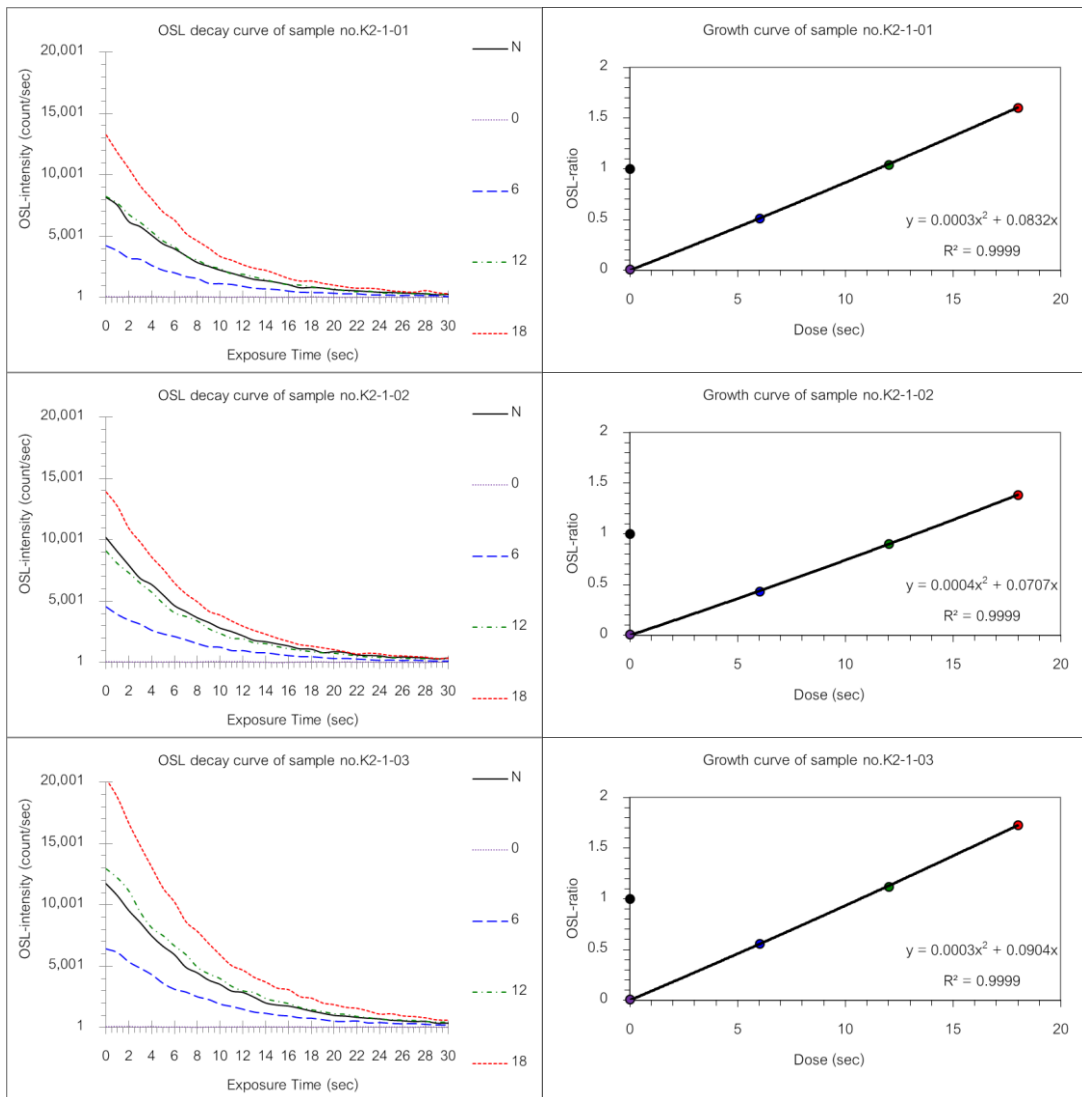 OSL decay curve of sample no.K2-1-01
20,001
15,001
10,001
5,001
1
OSL-intensity (count/sec)
0 2 4 6 8 10 12 14 16 18 20 22 24 26 28 30
Exposure Time (sec)
N
0
6
12
18
Growth curve of sample no.K2-1-01
2
1.5
1
0.5
0
OSL-ratio
y = 0.0003x² + 0.0832x
R² = 0.9999
0 5 10 15 20
Dose (sec)
OSL decay curve of sample no.K2-1-02
20,001
15,001
10,001
5,001
1
OSL-intensity (count/sec)
0 2 4 6 8 10 12 14 16 18 20 22 24 26 28 30
Exposure Time (sec)
N
0
6
12
18
Growth curve of sample no.K2-1-02
2
1.5
1
0.5
0
OSL-ratio
y = 0.0004x² + 0.0707x
R² = 0.9999
0 5 10 15 20
Dose (sec)
OSL decay curve of sample no.K2-1-03
20,001
15,001
10,001
5,001
1
OSL-intensity (count/sec)
0 2 4 6 8 10 12 14 16 18 20 22 24 26 28 30
Exposure Time (sec)
N
0
6
12
18
Growth curve of sample no.K2-1-03
2
1.5
1
0.5
0
OSL-ratio
y = 0.0003x² + 0.0904x
R² = 0.9999
0 5 10 15 20
Dose (sec)